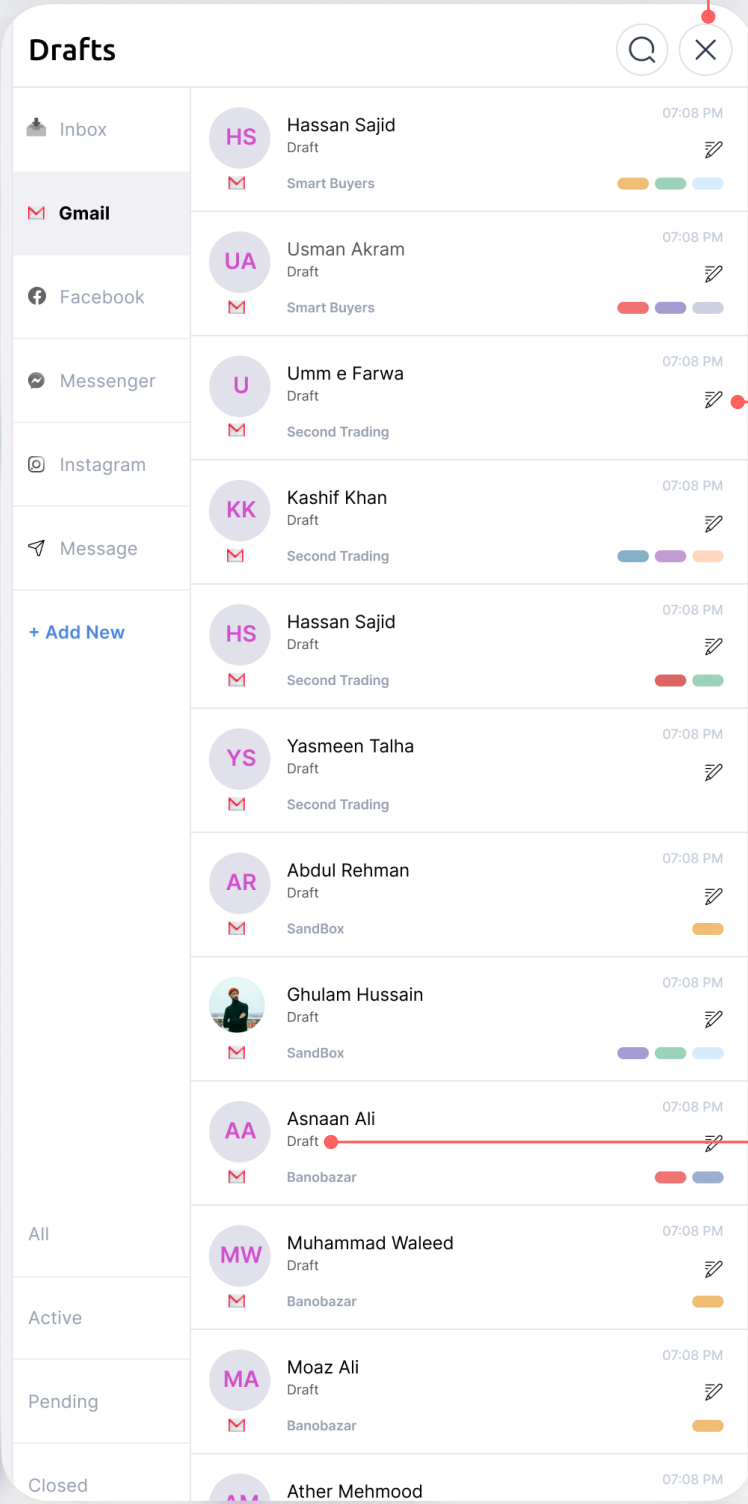 Drafts
Inbox
Gmail
Facebook
Messenger
Instagram
Message
+ Add New
All
Active
Pending
Closed
HS
Hassan Sajid
07:08 PM
Draft
Smart Buyers
UA
Usman Akram
07:08 PM
Draft
Smart Buyers
U
Umm e Farwa
07:08 PM
Draft
Second Trading
KK
Kashif Khan
07:08 PM
Draft
Second Trading
HS
Hassan Sajid
07:08 PM
Draft
Second Trading
YS
Yasmeen Talha
07:08 PM
Draft
Second Trading
AR
Abdul Rehman
07:08 PM
Draft
SandBox
Ghulam Hussain
07:08 PM
Draft
SandBox
AA
Asnaan Ali
07:08 PM
Draft
Banobazar
MW
Muhammad Waleed
07:08 PM
Draft
Banobazar
MA
Moaz Ali
07:08 PM
Draft
Banobazar
AM
Ather Mehmood
07:08 PM